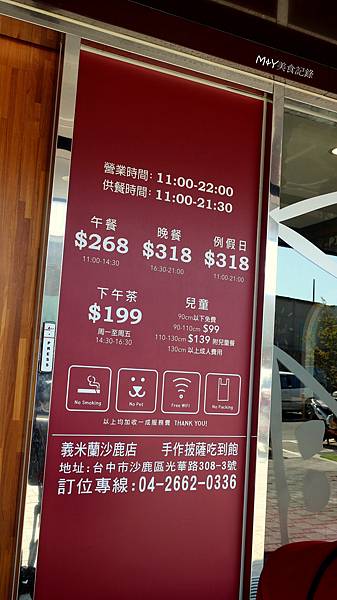 M+Y美食記錄
營業時間: 11:00-22:00
供餐時間: 11:00-21:30
午餐 晚餐 例假日
$268 $318 $318
11:00-14:30 16:30-21:00 11:00-21:00
下午茶
$199
周一至周五
14:30-16:30
兒童
90cm以下免費
90-110cm $99
110-130cm $139 附兒童餐
130cm 以上成人費用
PRESS
No Smoking No Pet Free WIFI No Packing
以上均加收一成服務費 THANK YOU!
義米蘭沙鹿店 手作披薩吃到飽
地址: 台中市沙鹿區光華路308-3號
訂位專線: 04-2662-0336